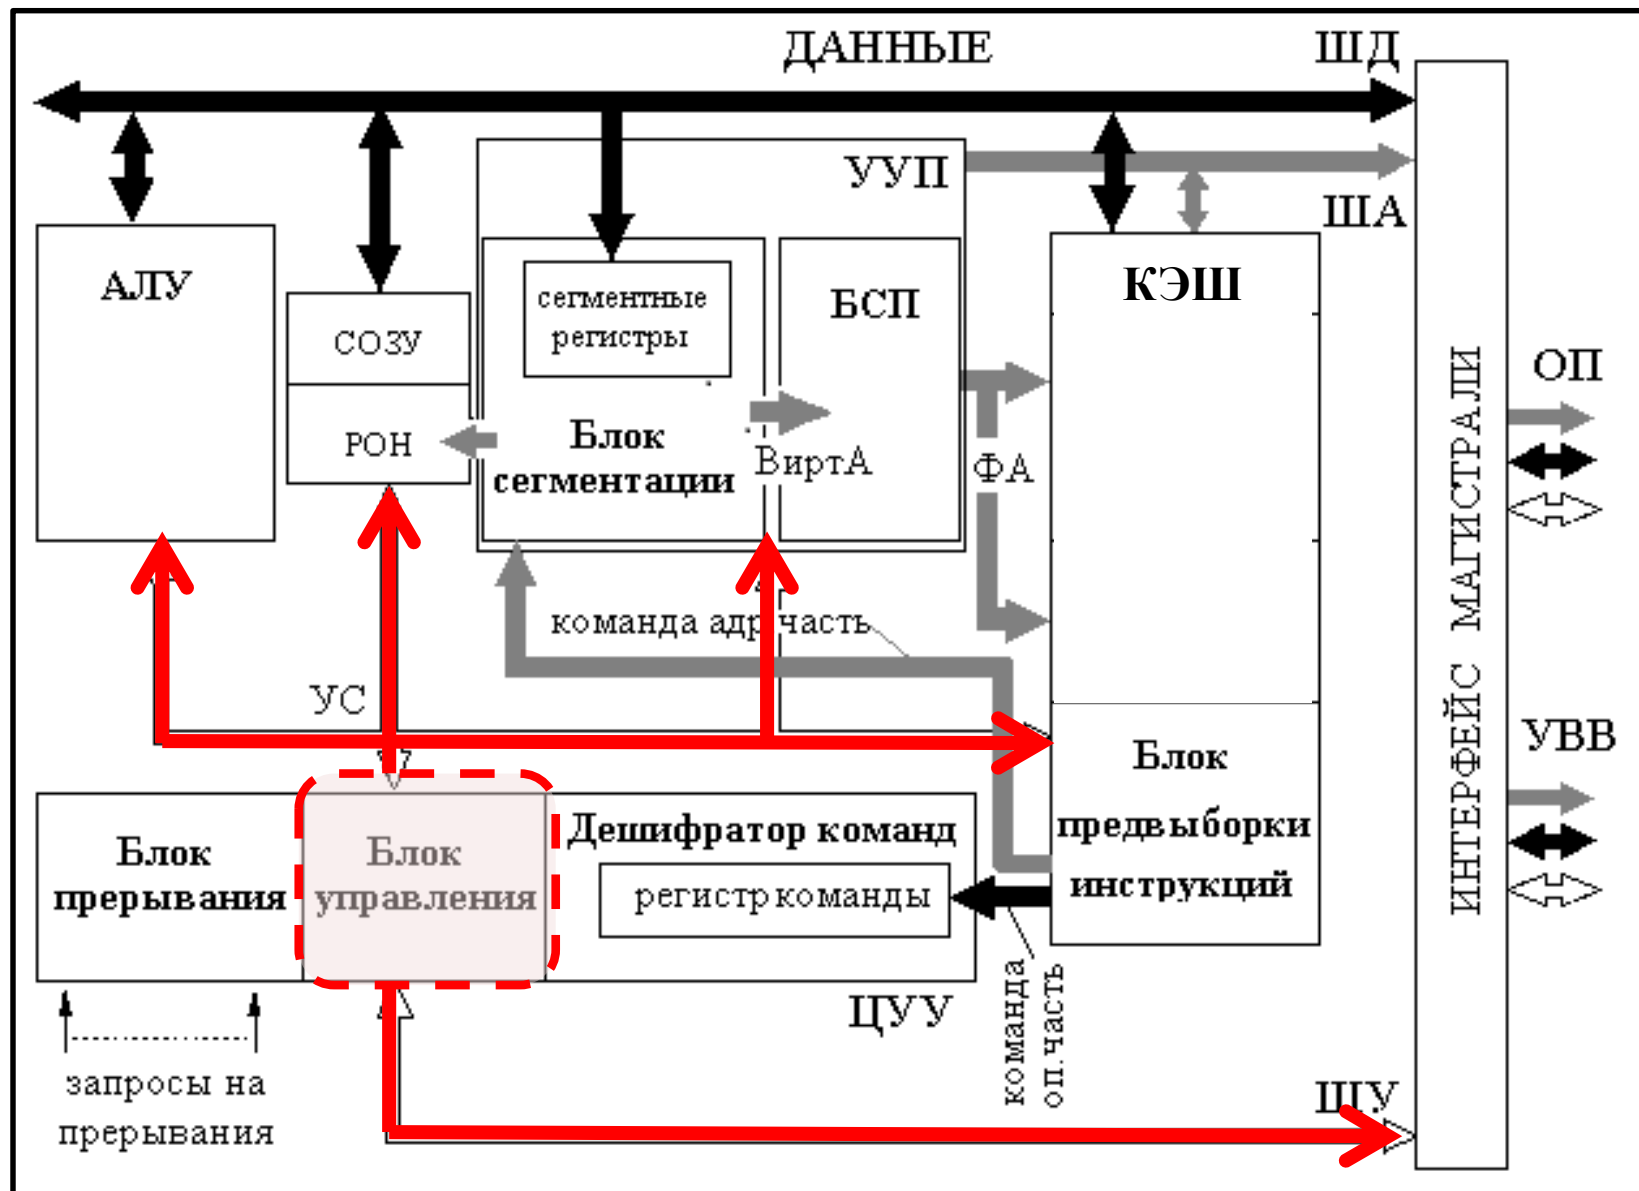 ДАННЫЕ
ШД
УУП
ША
АЛУ
СОЗУ
РОН
сегментные
регистры
Блок
сегментации
ВиртА
БСП
ФА
КЭШ
ИНТЕРФЕЙС МАГИСТРАЛИ
ОП
УВВ
команда адр часть
УС
Блок
предвыборки
инструкций
Блок
прерывания
Блок
управления
Дешифратор команд
регистр команды
ЦУУ
команда
оп.часть
запросы на
прерывания
ШУ